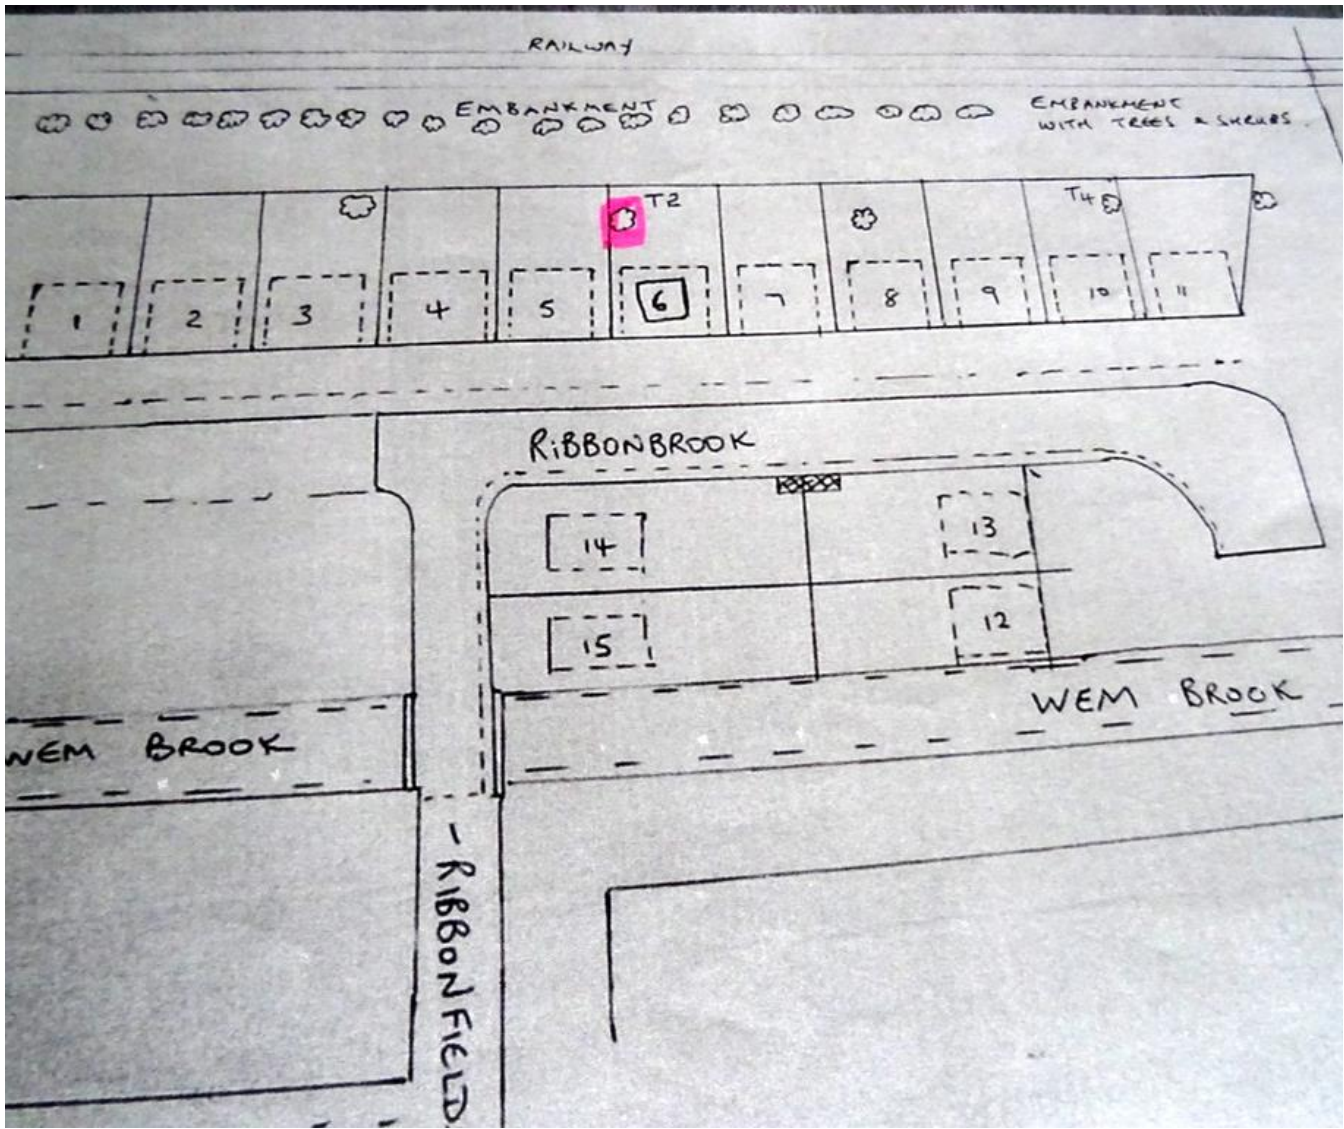 RAILWAY
EMBANKMENT
EMBANKMENT
WITH TREES & SHRUBS.
T2
T4
1
2
3
4
5
6
7
8
9
10
11
RIBBONBROOK
14
13
15
12
WEM BROOK
WEM BROOK
- RIBBONFIELD.